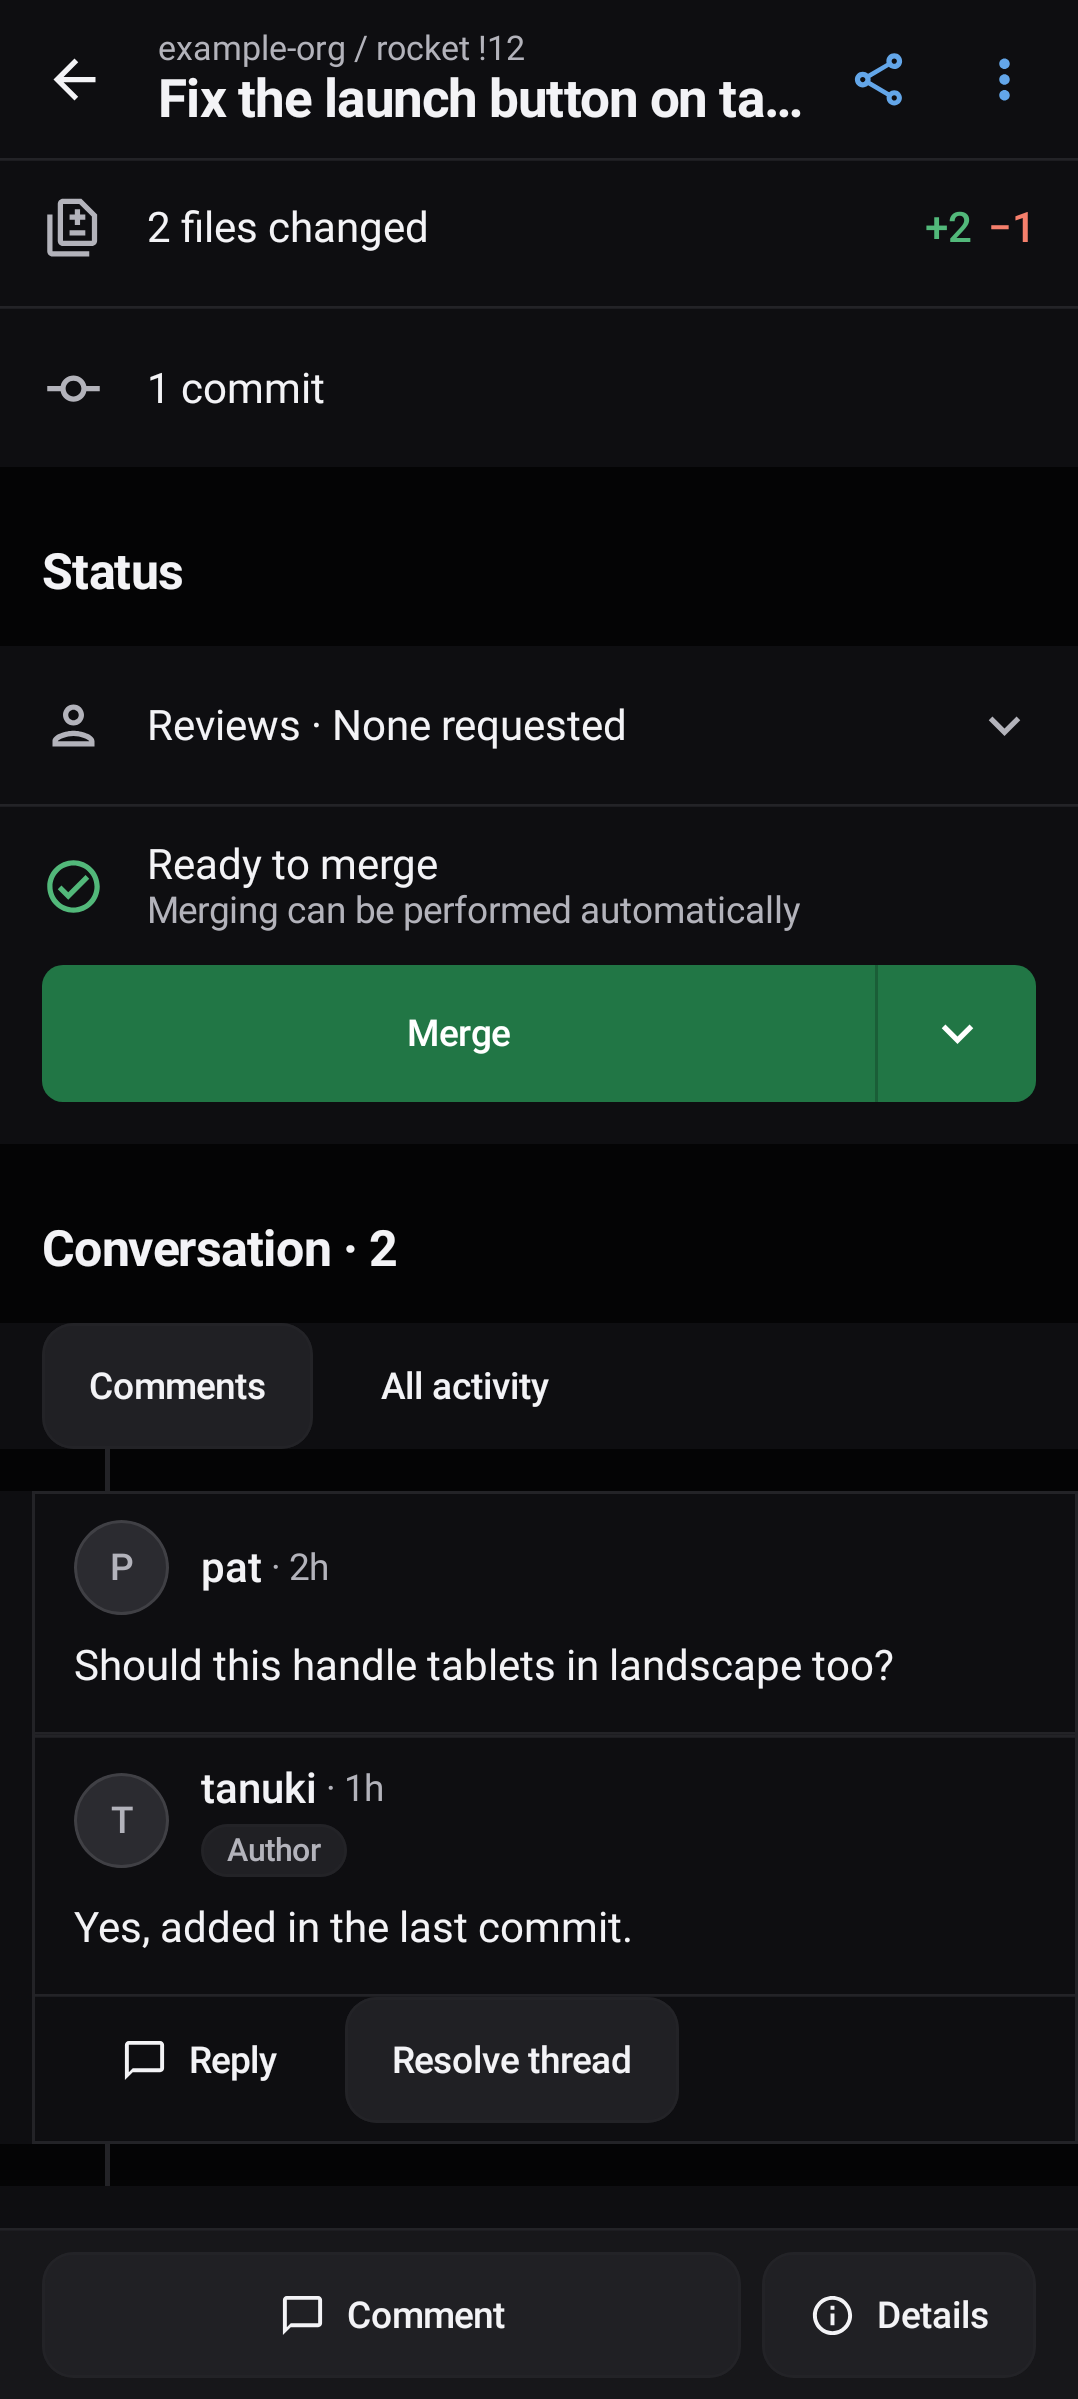 example-org / rocket !12
Fix the launch button on ta...
2 files changed
+2 −1
1 commit
Status
Reviews · None requested
Ready to merge
Merging can be performed automatically
Merge
Conversation · 2
Comments
All activity
P
pat · 2h
Should this handle tablets in landscape too?
T
tanuki · 1h
Author
Yes, added in the last commit.
Reply
Resolve thread
Comment
Details